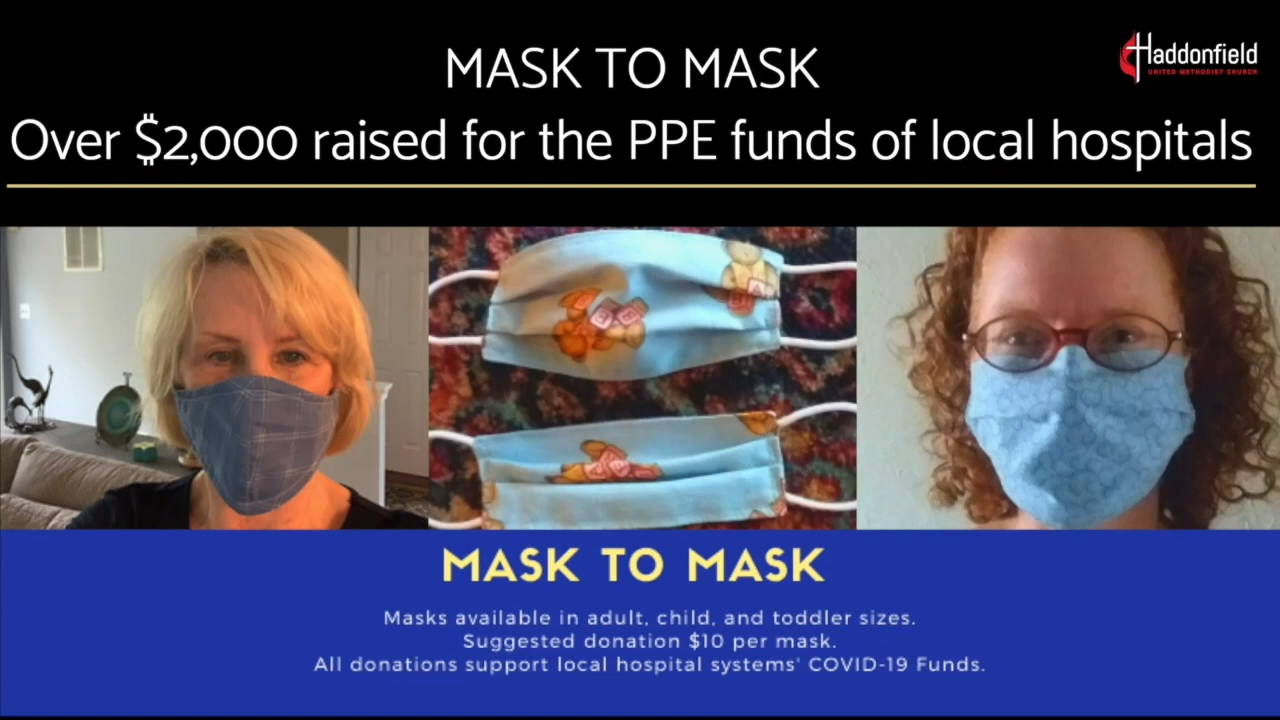 MASK TO MASK
Haddonfield
UNITED METHODIST CHURCH
Over $2,000 raised for the PPE funds of local hospitals
MASK TO MASK
Masks available in adult, child, and toddler sizes.
Suggested donation $10 per mask.
All donations support local hospital systems' COVID-19 Funds.